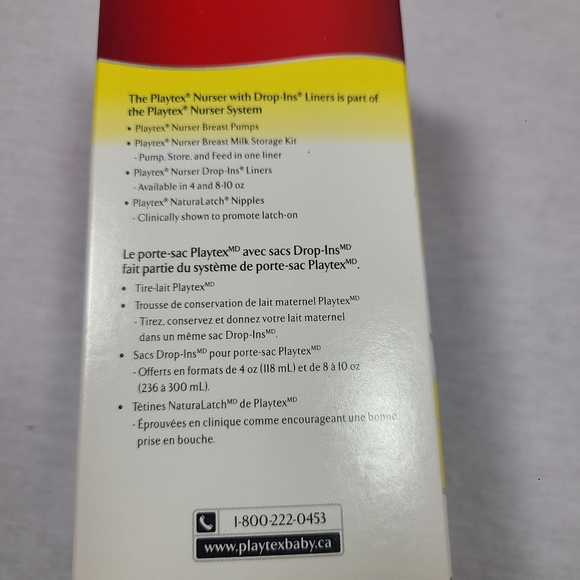 The Playtex® Nurser with Drop-Ins® Liners is part of
the Playtex® Nurser System
• Playtex® Nurser Breast Pumps
• Playtex® Nurser Breast Milk Storage Kit
- Pump, Store, and Feed in one liner
• Playtex® Nurser Drop-Ins® Liners
- Available in 4 and 8-10 oz
• Playtex® NaturaLatch® Nipples
- Clinically shown to promote latch-on
Le porte-sac Playtex^MD avec sacs Drop-Ins^MD
fait partie du système de porte-sac Playtex^MD.
• Tire-lait Playtex^MD
• Trousse de conservation de lait maternel Playtex^MD
- Tirez, conservez et donnez votre lait maternel
dans un même sac Drop-Ins^MD.
• Sacs Drop-Ins^MD pour porte-sac Playtex^MD
- Offerts en formats de 4 oz (118 mL) et de 8 à 10 oz
(236 à 300 mL).
• Tétines NaturaLatch^MD de Playtex^MD
- Éprouvées en clinique comme encourageant une bonne
prise en bouche.
1-800-222-0453
www.playtexbaby.ca